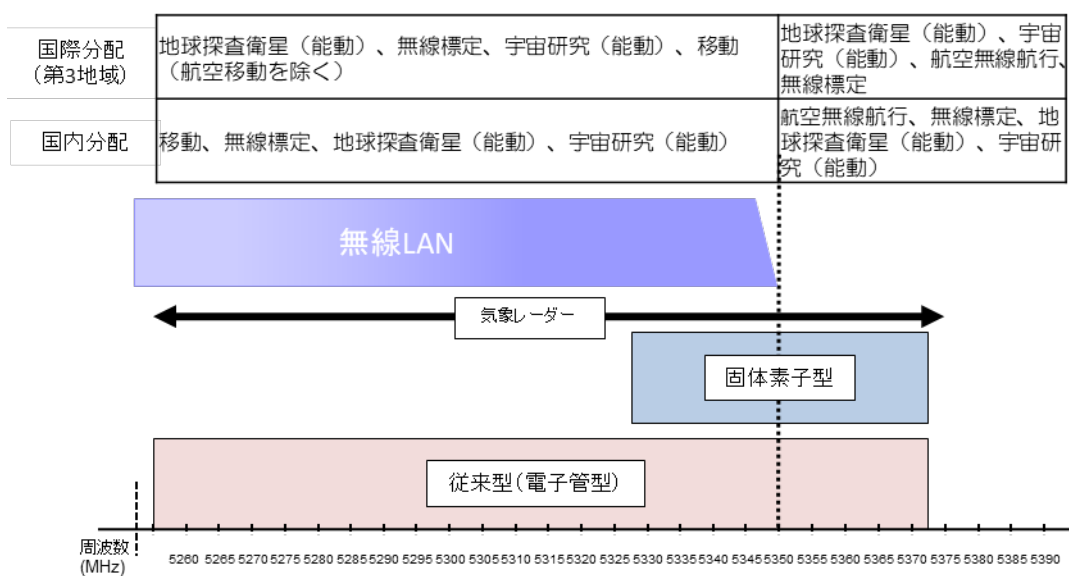 国際分配
(第3地域)
地球探査衛星（能動）、無線標定、宇宙研究（能動）、移動
（航空移動を除く）
地球探査衛星（能動）、宇宙
研究（能動）、航空無線航行、
無線標定
国内分配
移動、無線標定、地球探査衛星（能動）、宇宙研究（能動）
航空無線航行、無線標定、地
球探査衛星（能動）、宇宙研
究（能動）
無線LAN
気象レーダー
固体素子型
従来型(電子管型)
周波数
(MHz)
5260 5265 5270 5275 5280 5285 5290 5295 5300 5305 5310 5315 5320 5325 5330 5335 5340 5345 5350 5355 5360 5365 5370 5375 5380 5385 5390